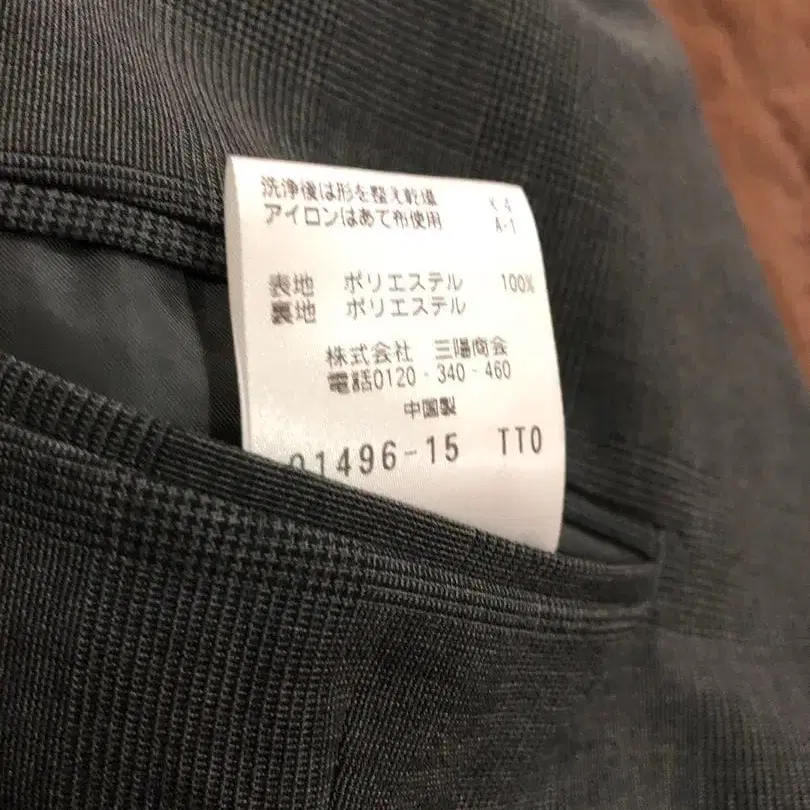 洗浄後は形を整え乾燥 K-4
アイロンはあて布使用 A-1
表地 ポリエステル 100%
裏地 ポリエステル
株式会社 三陽商会
電話0120-340-460
中国製
01496-15 TTO